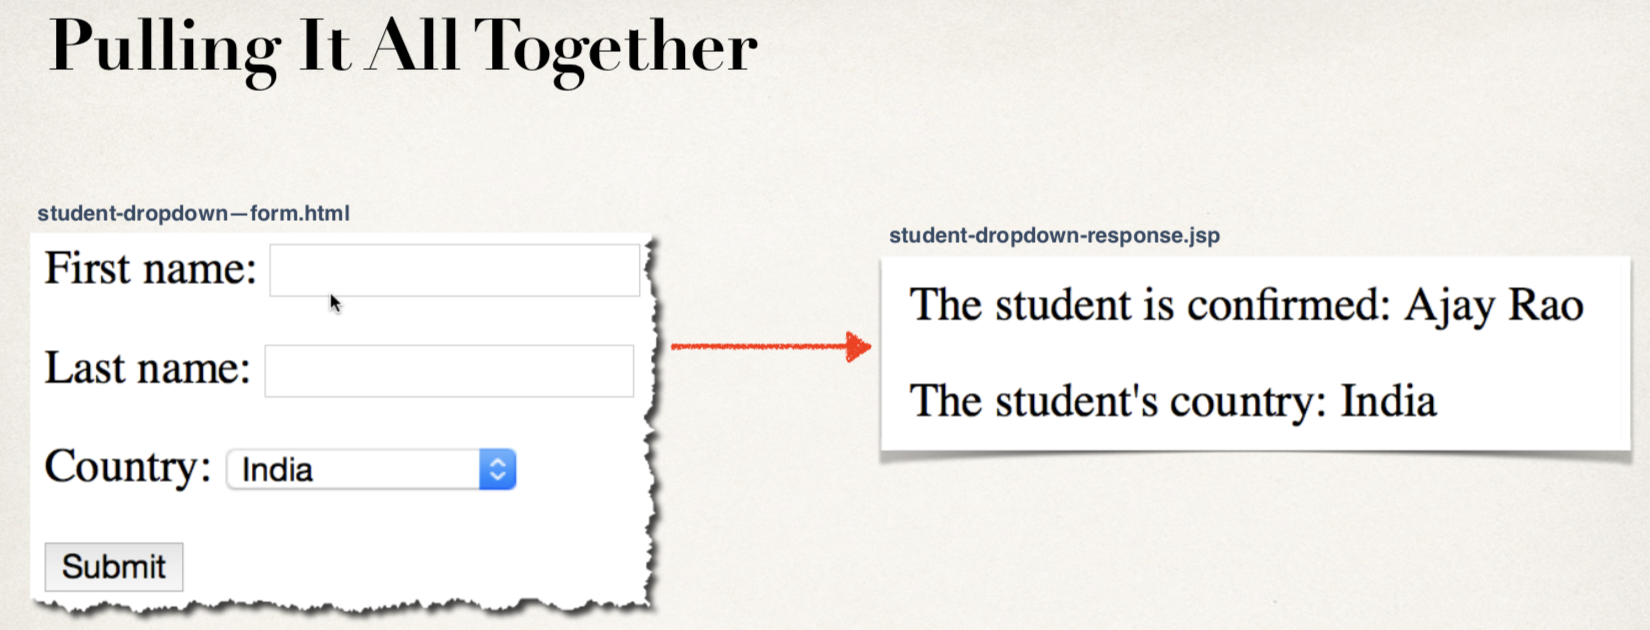 Pulling It All Together
student-dropdown—form.html
First name:
Last name:
Country: India
Submit
student-dropdown-response.jsp
The student is confirmed: Ajay Rao
The student's country: India